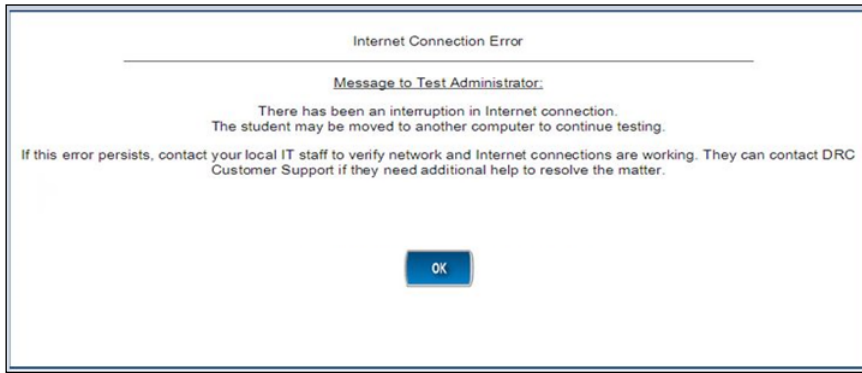 Internet Connection Error
Message to Test Administrator:
There has been an interruption in Internet connection.
The student may be moved to another computer to continue testing.
If this error persists, contact your local IT staff to verify network and Internet connections are working. They can contact DRC
Customer Support if they need additional help to resolve the matter.
OK